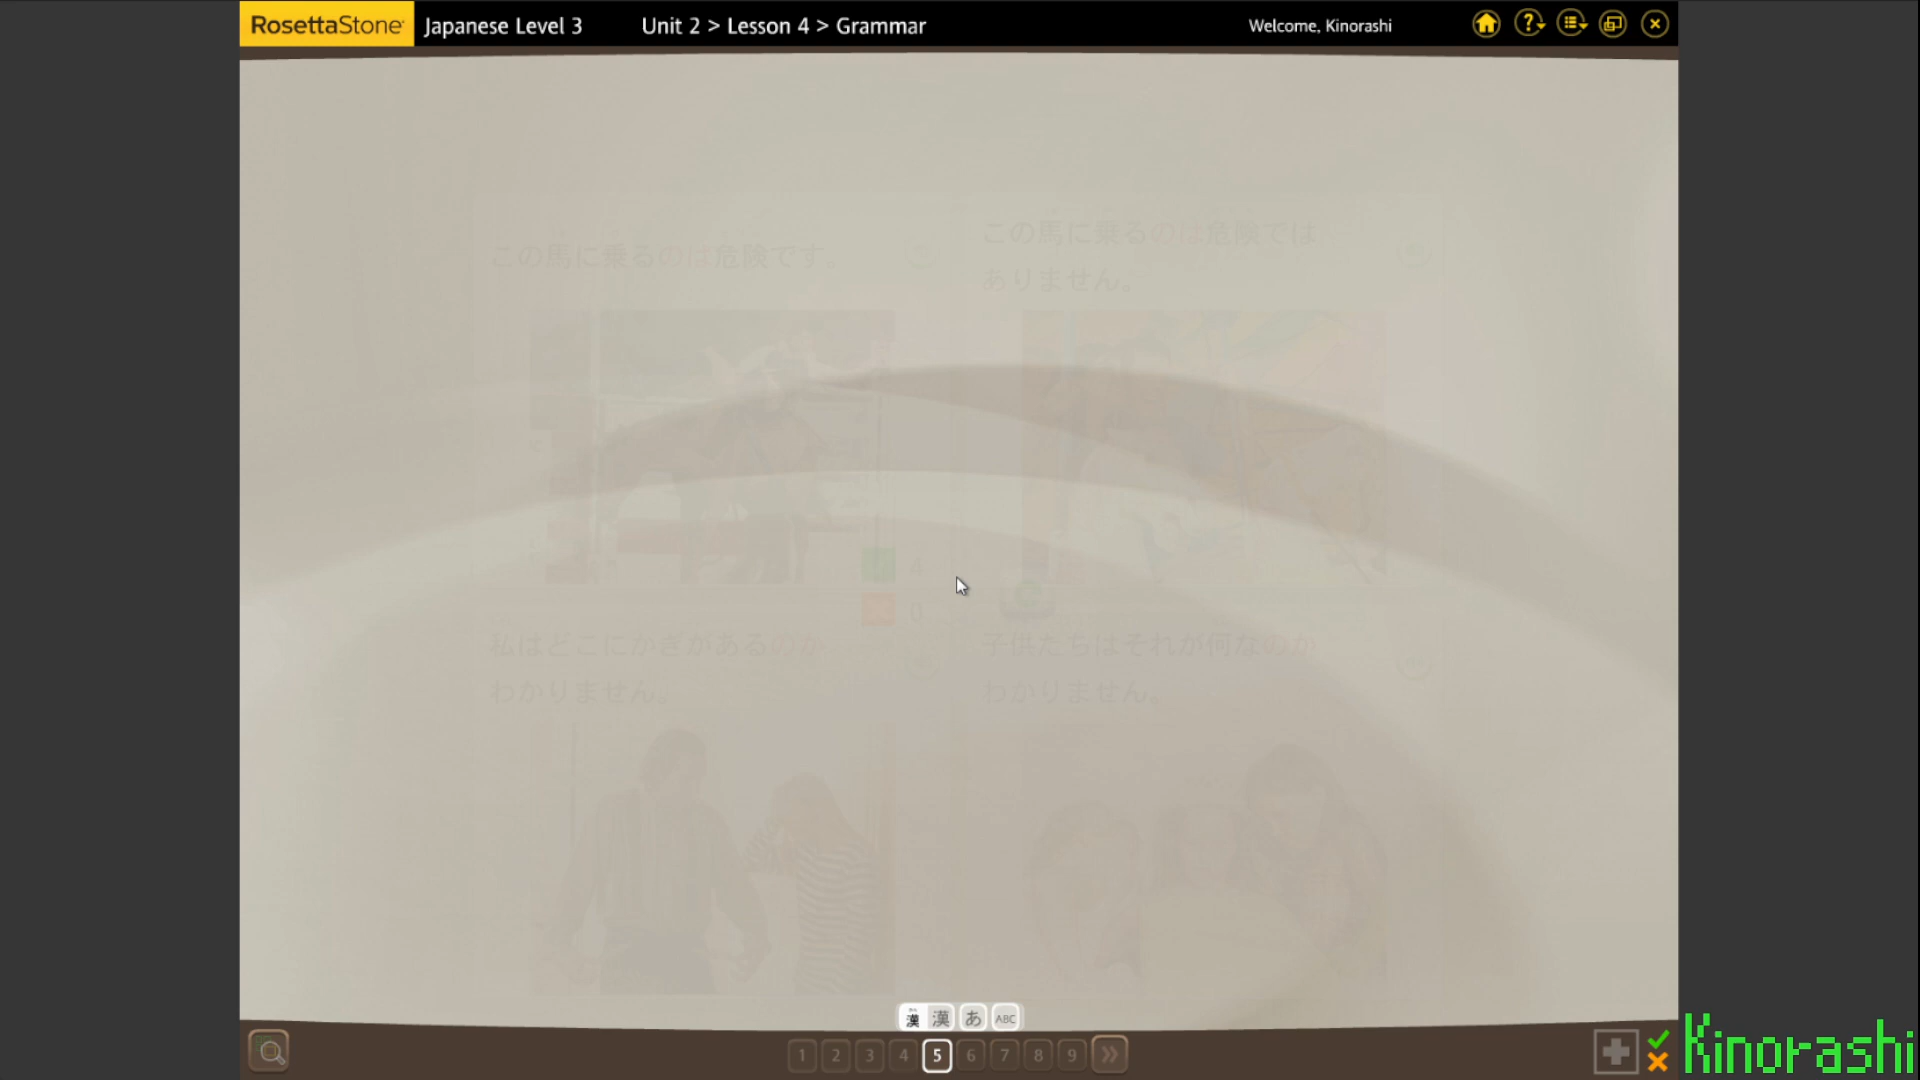 RosettaStone
Japanese Level 3
Unit 2 > Lesson 4 > Grammar
Welcome, Kinorashi
この馬に乗るのは危険です。
この馬に乗るのは危険では
ありません。
4
0
私はどこにかぎがあるのか
わかりません。
子供たちはそれが何なのか
わかりません。
漢 漢 あ ABC
1 2 3 4 5 6 7 8 9
Kinorashi